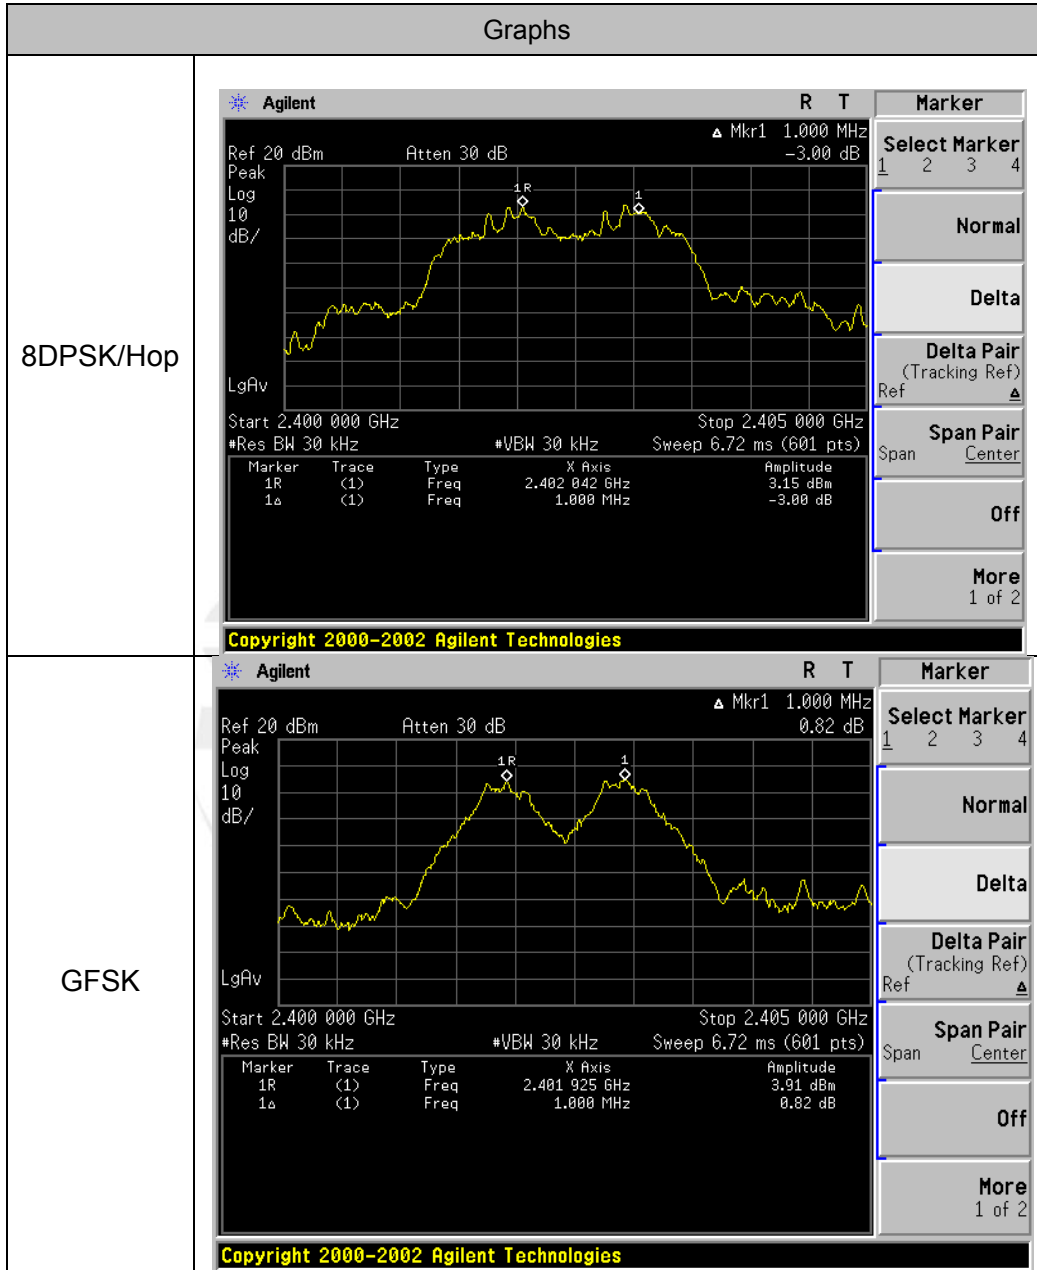 Graphs
8DPSK/Hop
Agilent R T Marker
Δ Mkr1 1.000 MHz
Ref 20 dBm Atten 30 dB -3.00 dB
Peak
Log
10
dB/
1R
1
LgAv
Start 2.400 000 GHz Stop 2.405 000 GHz
#Res BW 30 kHz #VBW 30 kHz Sweep 6.72 ms (601 pts)
Marker Trace Type X Axis Amplitude
1R (1) Freq 2.402 042 GHz 3.15 dBm
1Δ (1) Freq 1.000 MHz -3.00 dB
Select Marker
1 2 3 4
Normal
Delta
Delta Pair
(Tracking Ref)
Ref Δ
Span Pair
Span Center
Off
More
1 of 2
Copyright 2000-2002 Agilent Technologies
GFSK
Agilent R T Marker
Δ Mkr1 1.000 MHz
Ref 20 dBm Atten 30 dB 0.82 dB
Peak
Log
10
dB/
1R
1
LgAv
Start 2.400 000 GHz Stop 2.405 000 GHz
#Res BW 30 kHz #VBW 30 kHz Sweep 6.72 ms (601 pts)
Marker Trace Type X Axis Amplitude
1R (1) Freq 2.401 925 GHz 3.91 dBm
1Δ (1) Freq 1.000 MHz 0.82 dB
Select Marker
1 2 3 4
Normal
Delta
Delta Pair
(Tracking Ref)
Ref Δ
Span Pair
Span Center
Off
More
1 of 2
Copyright 2000-2002 Agilent Technologies